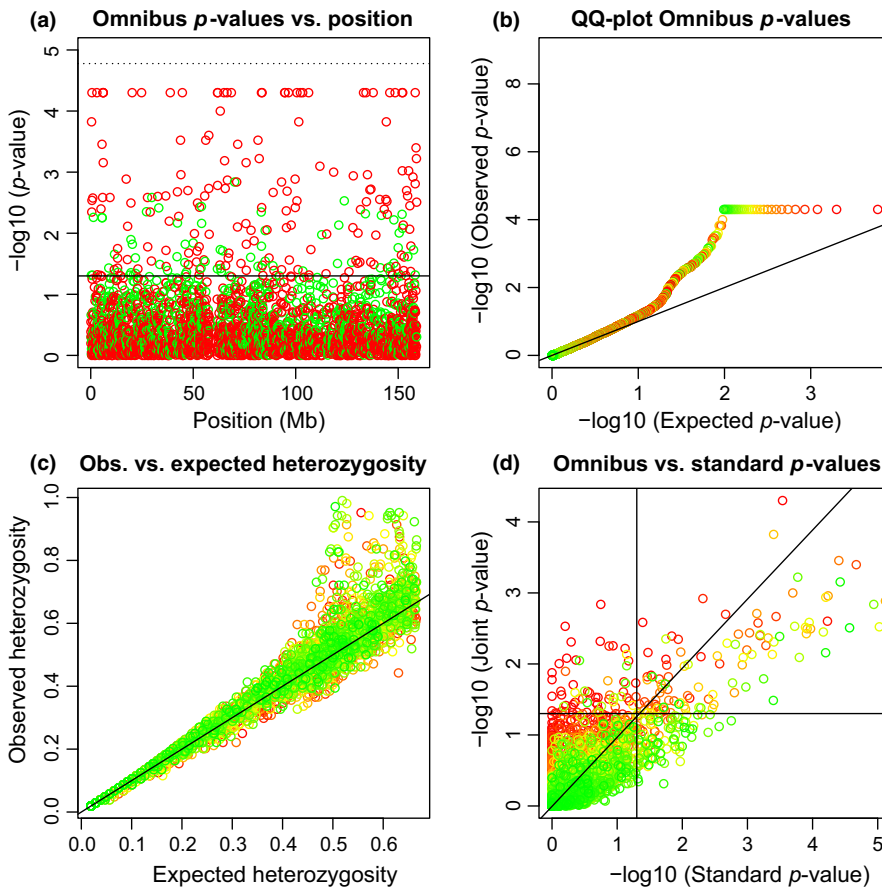 (a) Omnibus p-values vs. position
−log10 (p-value)
5
4
3
2
1
0
0 50 100 150
Position (Mb)
(b) QQ-plot Omnibus p-values
−log10 (Observed p-value)
8
6
4
2
0
0 1 2 3
−log10 (Expected p-value)
(c) Obs. vs. expected heterozygosity
Observed heterozygosity
1.0
0.8
0.6
0.4
0.2
0.0
0.0 0.1 0.2 0.3 0.4 0.5 0.6
Expected heterozygosity
(d) Omnibus vs. standard p-values
−log10 (Joint p-value)
4
3
2
1
0
0 1 2 3 4 5
−log10 (Standard p-value)